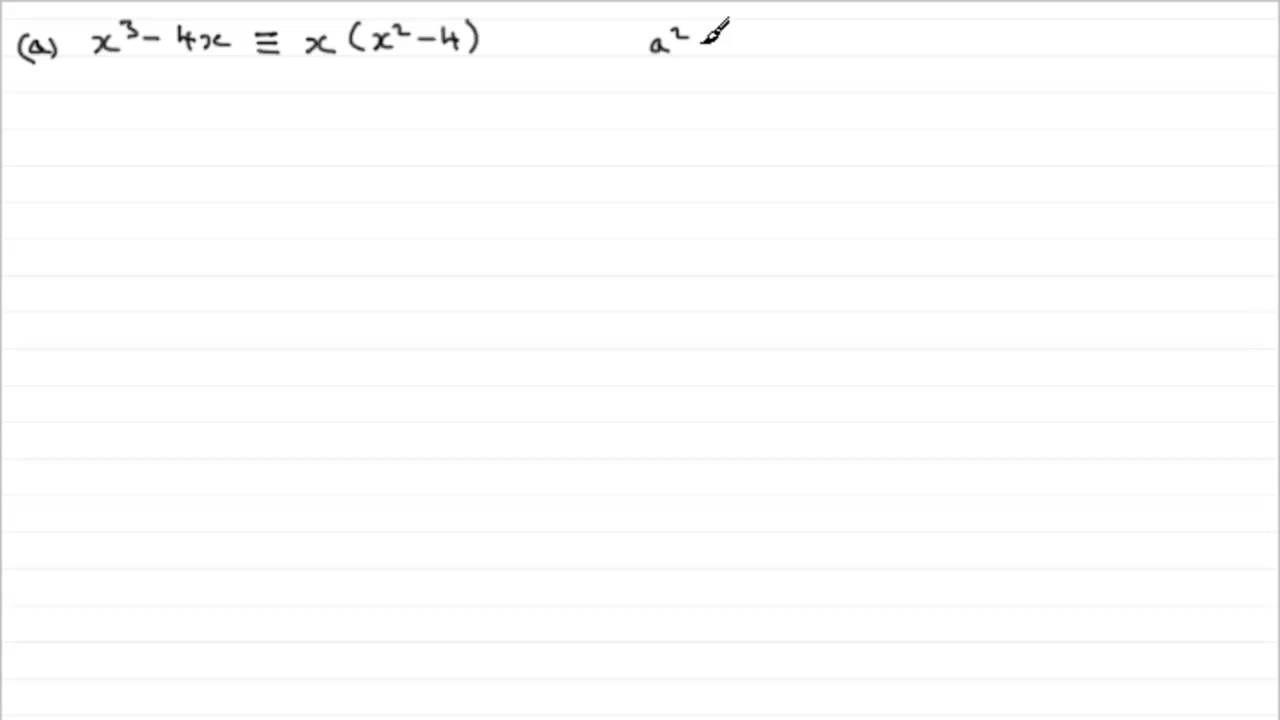 (a) x³ - 4x ≡ x (x² - 4) a²